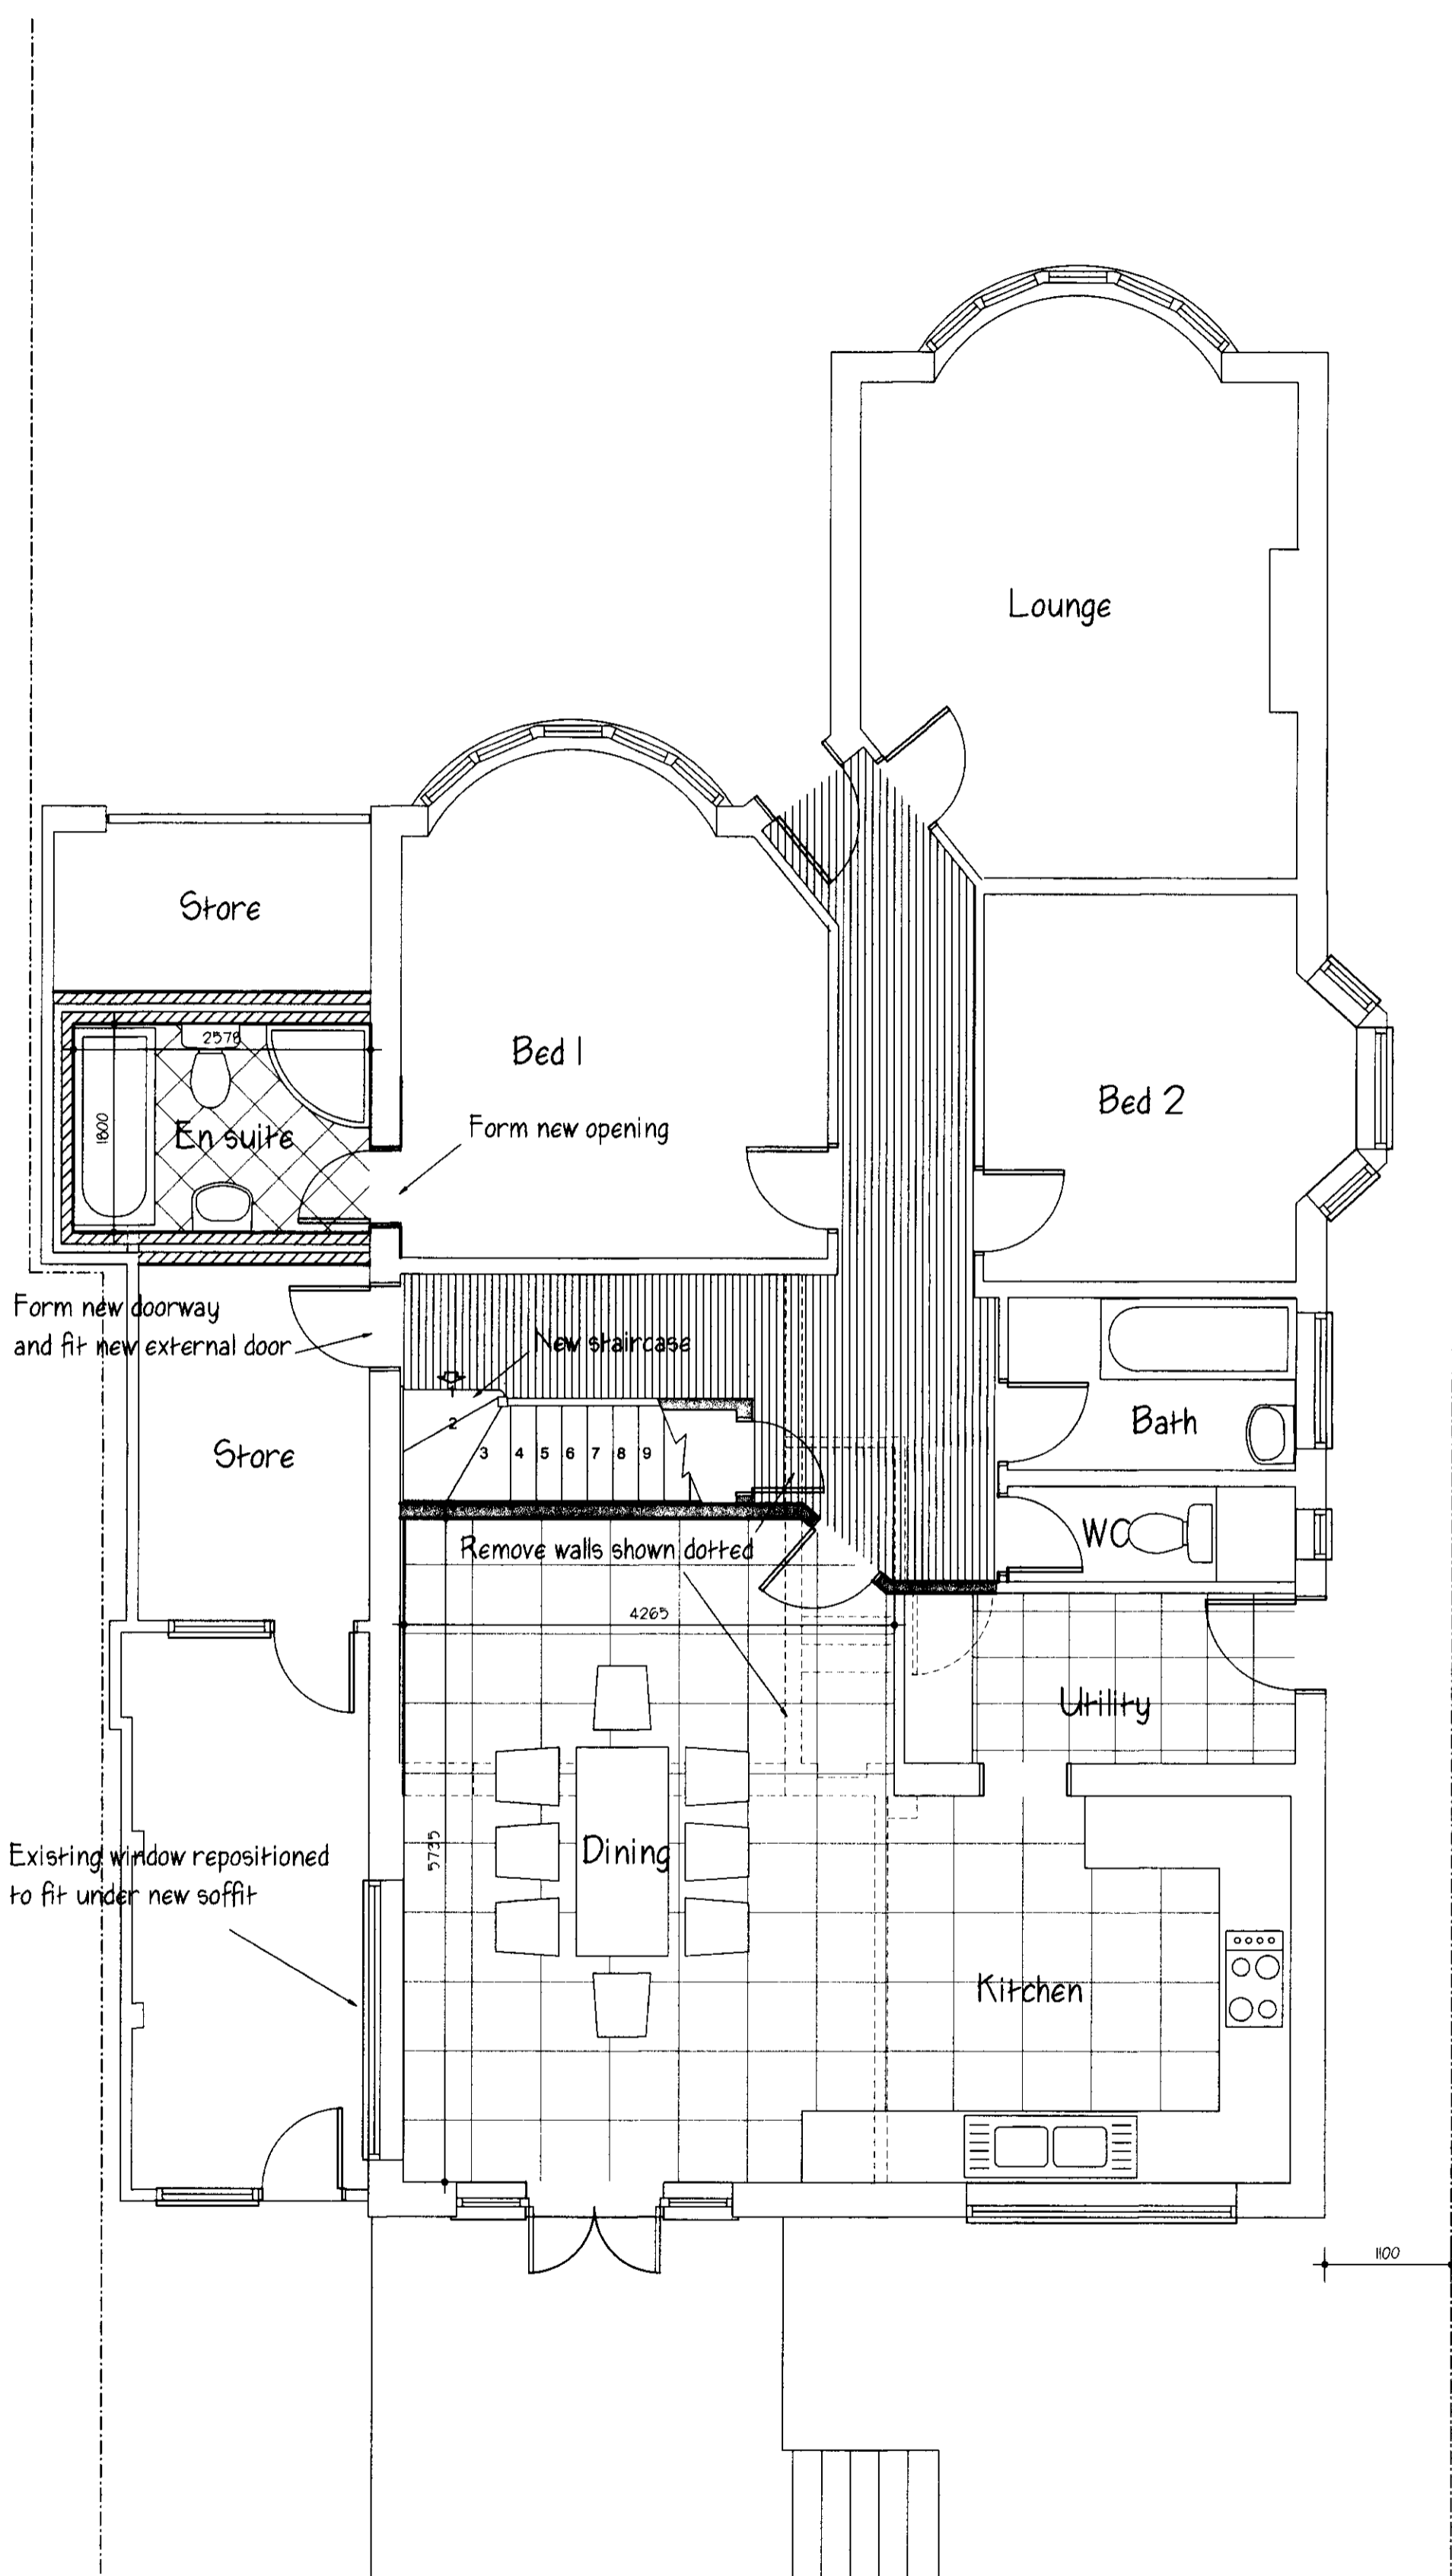 Lounge
Store
2578
Bed 1
Bed 2
1800
En suite
Form new opening
Form new doorway
and fit new external door
New staircase
2
3
4
5
6
7
8
9
Bath
Store
WC
Remove walls shown dotted
4265
Utility
Existing window repositioned
to fit under new soffit
5735
Dining
Kitchen
1100